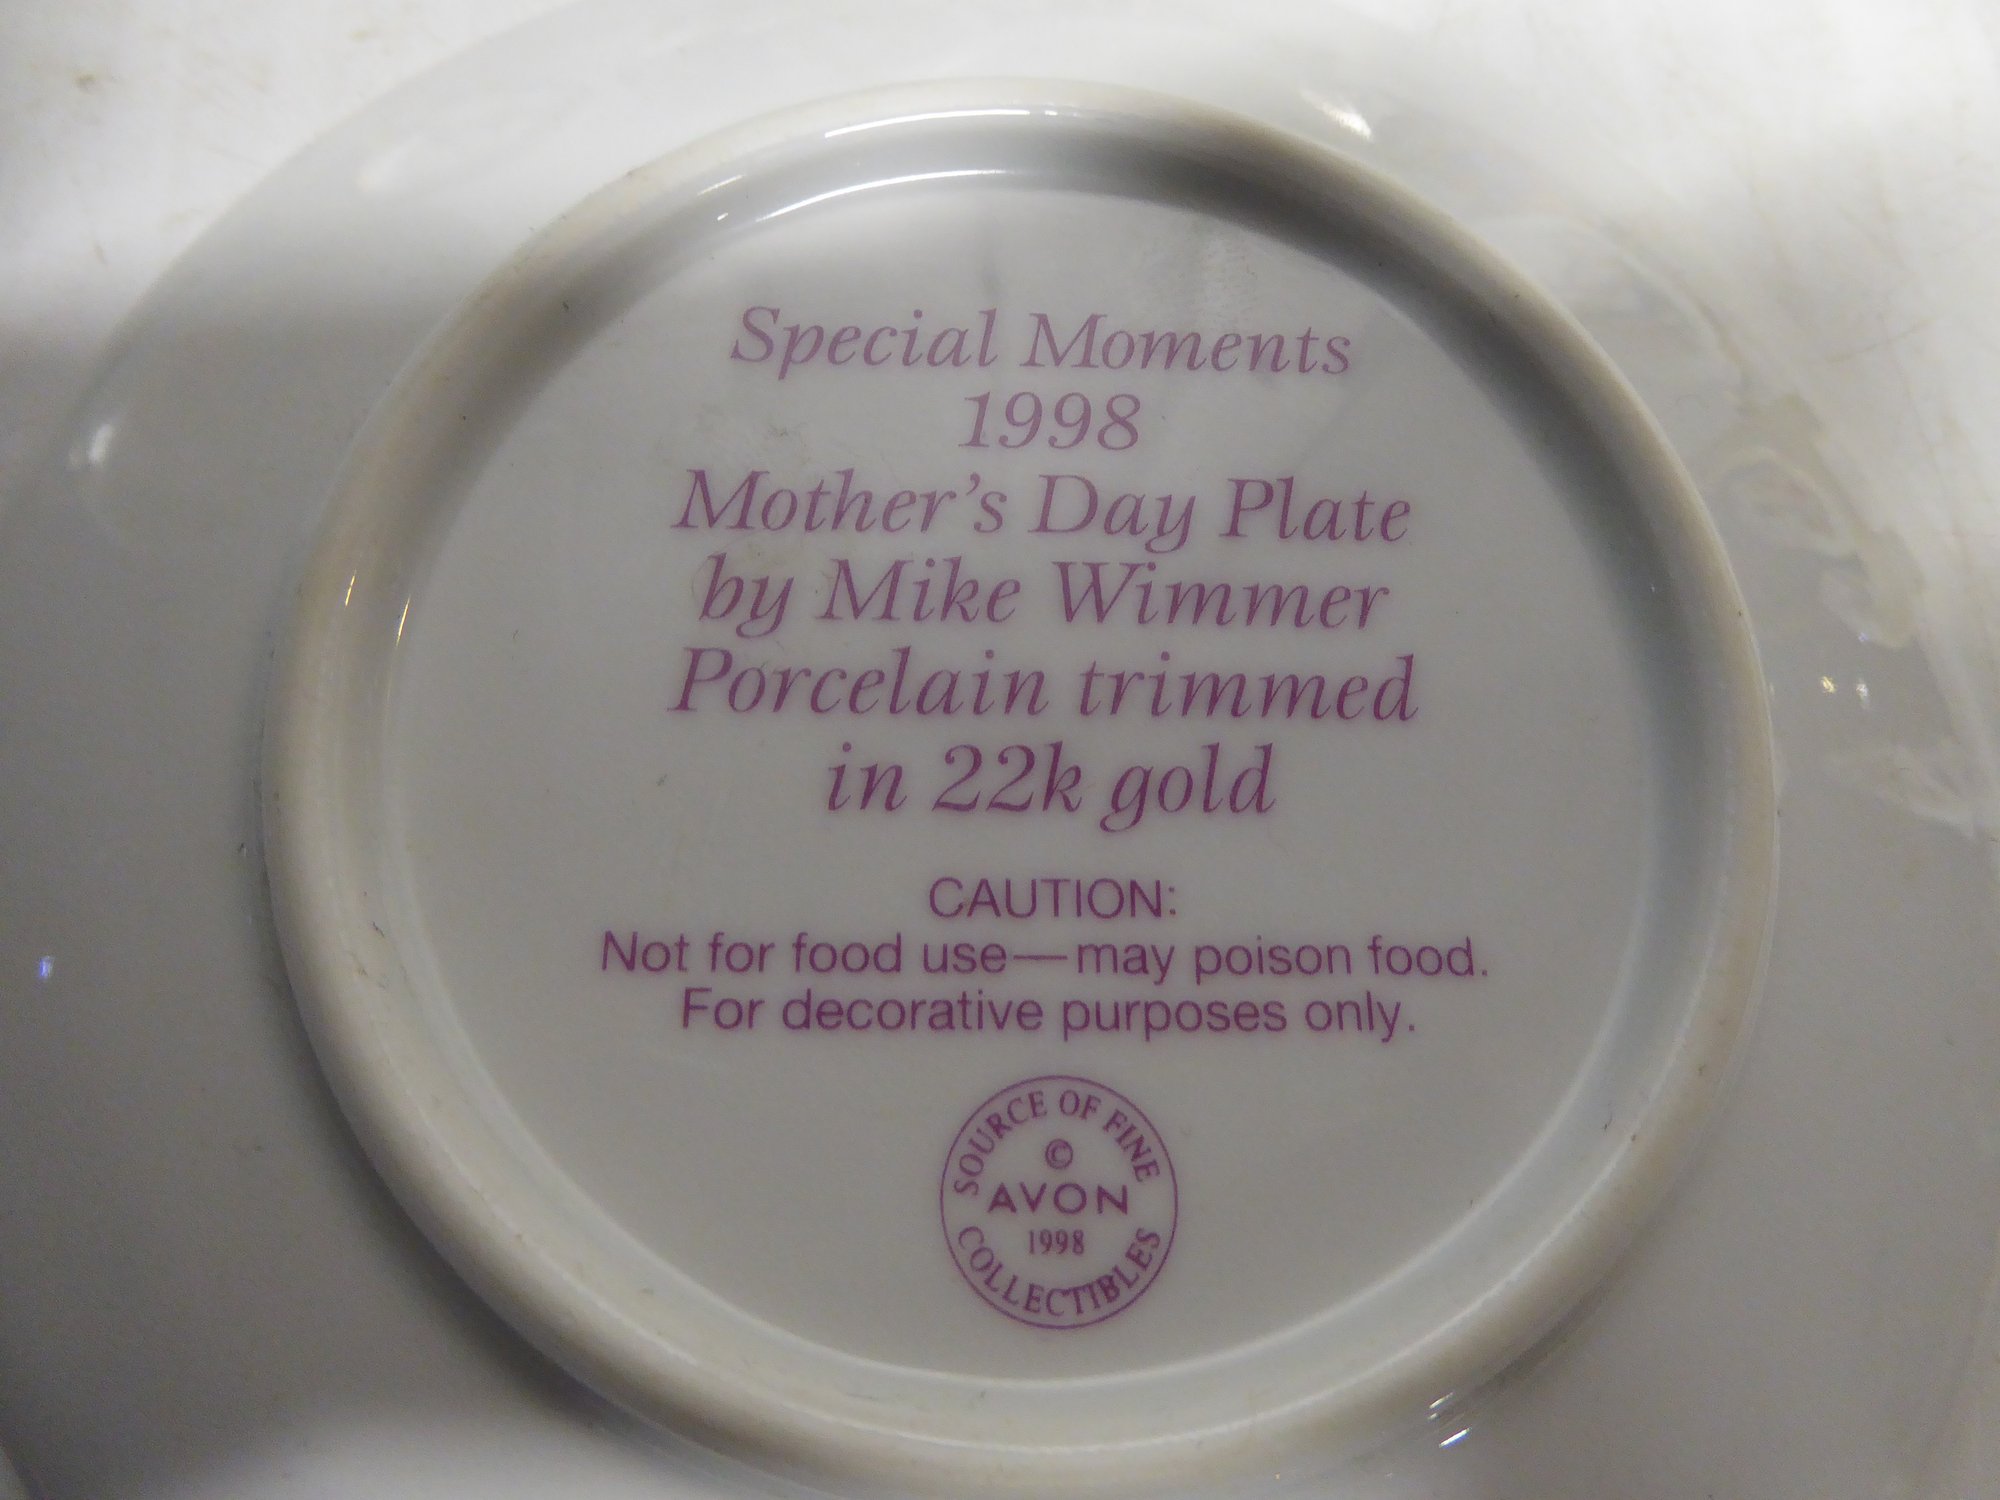 Special Moments
1998
Mother's Day Plate
by Mike Wimmer
Porcelain trimmed
in 22k gold
CAUTION:
Not for food use—may poison food.
For decorative purposes only.
SOURCE OF FINE
©
AVON
1998
COLLECTIBLES